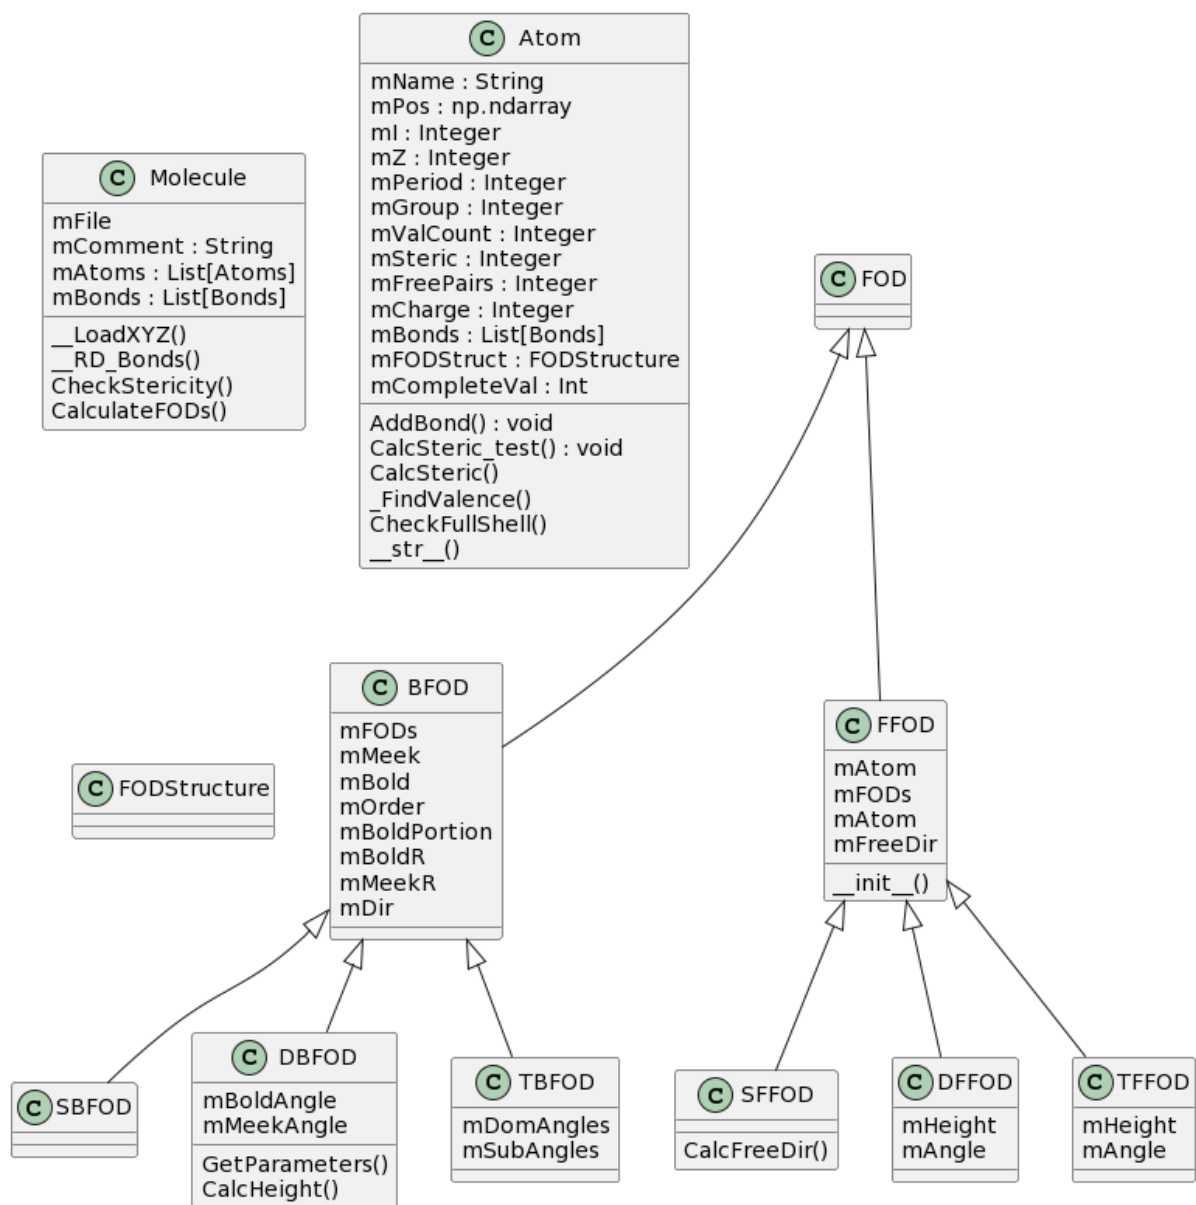 C Atom
mName : String
mPos : np.ndarray
mI : Integer
mZ : Integer
mPeriod : Integer
mGroup : Integer
mValCount : Integer
mSteric : Integer
mFreePairs : Integer
mCharge : Integer
mBonds : List[Bonds]
mFODStruct : FODStructure
mCompleteVal : Int
AddBond() : void
CalcSteric_test() : void
CalcSteric()
_FindValence()
CheckFullShell()
__str__()
C Molecule
mFile
mComment : String
mAtoms : List[Atoms]
mBonds : List[Bonds]
__LoadXYZ()
__RD_Bonds()
CheckStericity()
CalculateFODs()
C FOD
C BFOD
mFODs
mMeek
mBold
mOrder
mBoldPortion
mBoldR
mMeekR
mDir
C FFOD
mAtom
mFODs
mAtom
mFreeDir
__init__()
C FODStructure
C SBFOD
C DBFOD
mBoldAngle
mMeekAngle
GetParameters()
CalcHeight()
C TBFOD
mDomAngles
mSubAngles
C SFFOD
CalcFreeDir()
C DFFOD
mHeight
mAngle
C TFFOD
mHeight
mAngle